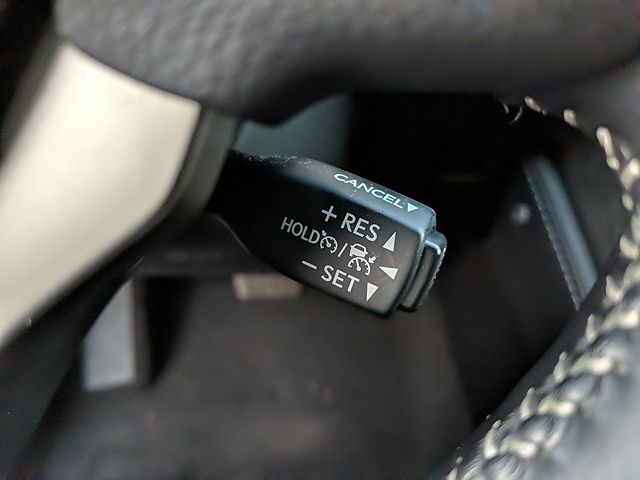 CANCEL
+ RES
HOLD /
- SET